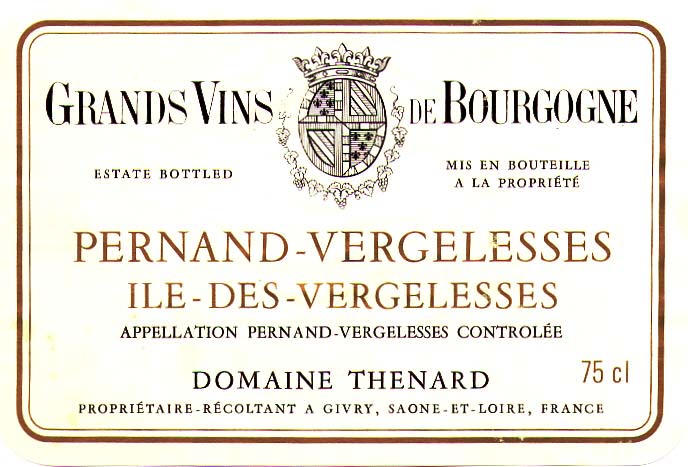 GRANDS VINS DE BOURGOGNE
ESTATE BOTTLED
MIS EN BOUTEILLE
A LA PROPRIÉTÉ
PERNAND-VERGELESSES
ILE-DES-VERGELESSES
APPELLATION PERNAND-VERGELESSES CONTROLÉE
DOMAINE THENARD
75 cl
PROPRIÉTAIRE-RÉCOLTANT A GIVRY, SAONE-ET-LOIRE, FRANCE